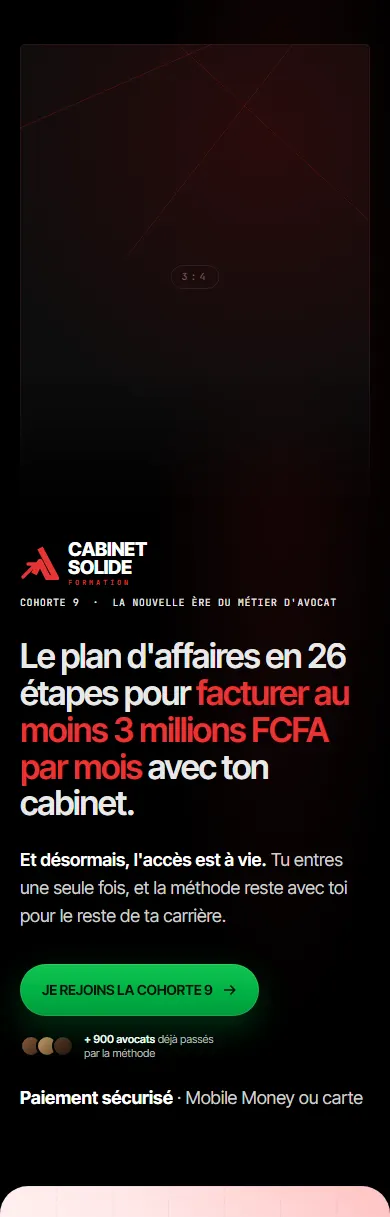 3:4
CABINET
SOLIDE
FORMATION
COHORTE 9 · LA NOUVELLE ÈRE DU MÉTIER D'AVOCAT
Le plan d'affaires en 26
étapes pour facturer au
moins 3 millions FCFA
par mois avec ton
cabinet.
Et désormais, l'accès est à vie. Tu entres
une seule fois, et la méthode reste avec toi
pour le reste de ta carrière.
JE REJOINS LA COHORTE 9 →
+ 900 avocats déjà passés
par la méthode
Paiement sécurisé · Mobile Money ou carte